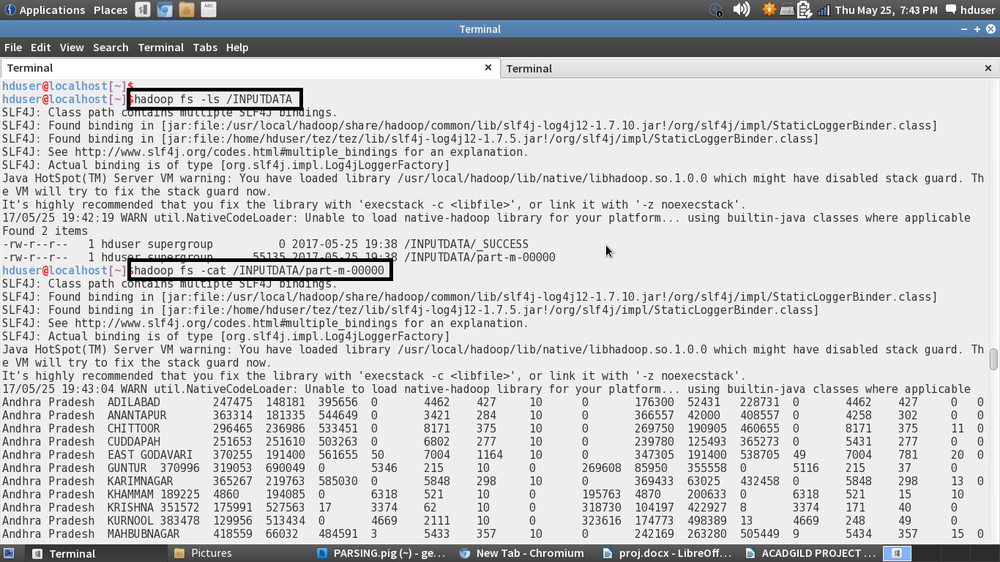 Applications Places Thu May 25, 7:43 PM hduser
Terminal
File Edit View Search Terminal Tabs Help
Terminal Terminal
hduser@localhost[~]$
hduser@localhost[~]$hadoop fs -ls /INPUTDATA
SLF4J: Class path contains multiple SLF4J bindings.
SLF4J: Found binding in [jar:file:/usr/local/hadoop/share/hadoop/common/lib/slf4j-log4j12-1.7.10.jar!/org/slf4j/impl/StaticLoggerBinder.class]
SLF4J: Found binding in [jar:file:/home/hduser/tez/tez/lib/slf4j-log4j12-1.7.5.jar!/org/slf4j/impl/StaticLoggerBinder.class]
SLF4J: See http://www.slf4j.org/codes.html#multiple_bindings for an explanation.
SLF4J: Actual binding is of type [org.slf4j.impl.Log4jLoggerFactory]
Java HotSpot(TM) Server VM warning: You have loaded library /usr/local/hadoop/lib/native/libhadoop.so.1.0.0 which might have disabled stack guard. Th
e VM will try to fix the stack guard now.
It's highly recommended that you fix the library with 'execstack -c <libfile>', or link it with '-z noexecstack'.
17/05/25 19:42:19 WARN util.NativeCodeLoader: Unable to load native-hadoop library for your platform... using builtin-java classes where applicable
Found 2 items
-rw-r--r-- 1 hduser supergroup 0 2017-05-25 19:38 /INPUTDATA/_SUCCESS
-rw-r--r-- 1 hduser supergroup 55135 2017-05-25 19:38 /INPUTDATA/part-m-00000
hduser@localhost[~]$hadoop fs -cat /INPUTDATA/part-m-00000
SLF4J: Class path contains multiple SLF4J bindings.
SLF4J: Found binding in [jar:file:/usr/local/hadoop/share/hadoop/common/lib/slf4j-log4j12-1.7.10.jar!/org/slf4j/impl/StaticLoggerBinder.class]
SLF4J: Found binding in [jar:file:/home/hduser/tez/tez/lib/slf4j-log4j12-1.7.5.jar!/org/slf4j/impl/StaticLoggerBinder.class]
SLF4J: See http://www.slf4j.org/codes.html#multiple_bindings for an explanation.
SLF4J: Actual binding is of type [org.slf4j.impl.Log4jLoggerFactory]
Java HotSpot(TM) Server VM warning: You have loaded library /usr/local/hadoop/lib/native/libhadoop.so.1.0.0 which might have disabled stack guard. Th
e VM will try to fix the stack guard now.
It's highly recommended that you fix the library with 'execstack -c <libfile>', or link it with '-z noexecstack'.
17/05/25 19:43:04 WARN util.NativeCodeLoader: Unable to load native-hadoop library for your platform... using builtin-java classes where applicable
Andhra Pradesh ADILABAD 247475 148181 395656 0 4462 427 10 0 176300 52431 228731 0 4462 427 0 0
Andhra Pradesh ANANTAPUR 363314 181335 544649 0 3421 284 10 0 366557 42000 408557 0 4258 302 0 0
Andhra Pradesh CHITTOOR 296465 236986 533451 0 8171 375 10 0 269750 190905 460655 0 8171 375 11 0
Andhra Pradesh CUDDAPAH 251653 251610 503263 0 6802 277 10 0 239780 125493 365273 0 5431 277 0 0
Andhra Pradesh EAST GODAVARI 370255 191400 561655 50 7004 1164 10 0 347305 191400 538705 49 7004 781 20 0
Andhra Pradesh GUNTUR 370996 319053 690049 0 5346 215 10 0 269608 85950 355558 0 5116 215 37 0
Andhra Pradesh KARIMNAGAR 365267 219763 585030 0 5848 298 10 0 369433 63025 432458 0 5848 298 13 0
Andhra Pradesh KHAMMAM 189225 4860 194085 0 6318 521 10 0 195763 4870 200633 0 6318 521 15 10
Andhra Pradesh KRISHNA 351572 175991 527563 17 3374 62 10 0 318730 104197 422927 8 3374 171 40 0
Andhra Pradesh KURNOOL 383478 129956 513434 0 4669 2111 10 0 323616 174773 498389 13 4669 248 49 0
Andhra Pradesh MAHBUBNAGAR 418559 66032 484591 3 5433 357 10 0 242169 263280 505449 9 5434 357 15 0
Terminal Pictures PARSING.pig (~) - ge... New Tab - Chromium proj.docx - LibreOff... ACADGILD PROJECT ...